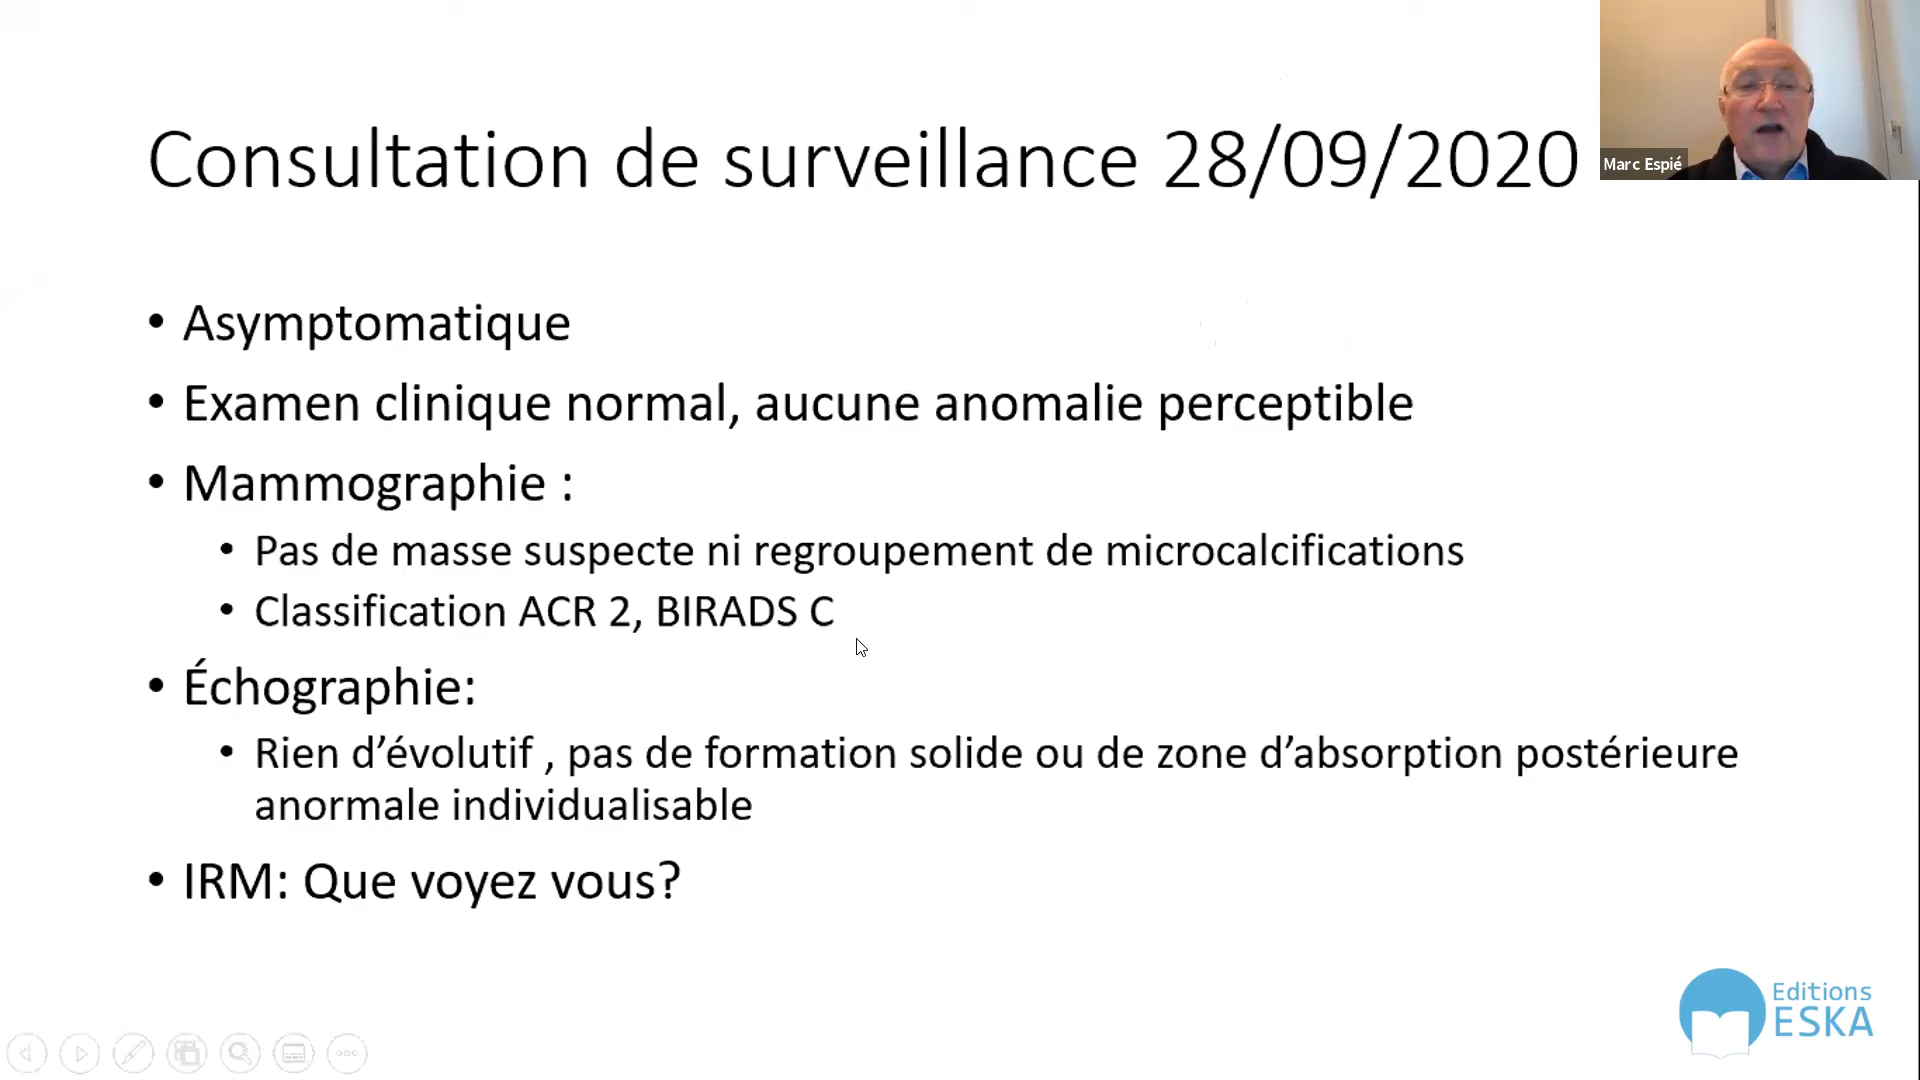 Consultation de surveillance 28/09/2020
Marc Espié
• Asymptomatique
• Examen clinique normal, aucune anomalie perceptible
• Mammographie :
• Pas de masse suspecte ni regroupement de microcalcifications
• Classification ACR 2, BIRADS C
• Échographie:
• Rien d’évolutif , pas de formation solide ou de zone d’absorption postérieure
anormale individualisable
• IRM: Que voyez vous?
Editions
ESKA